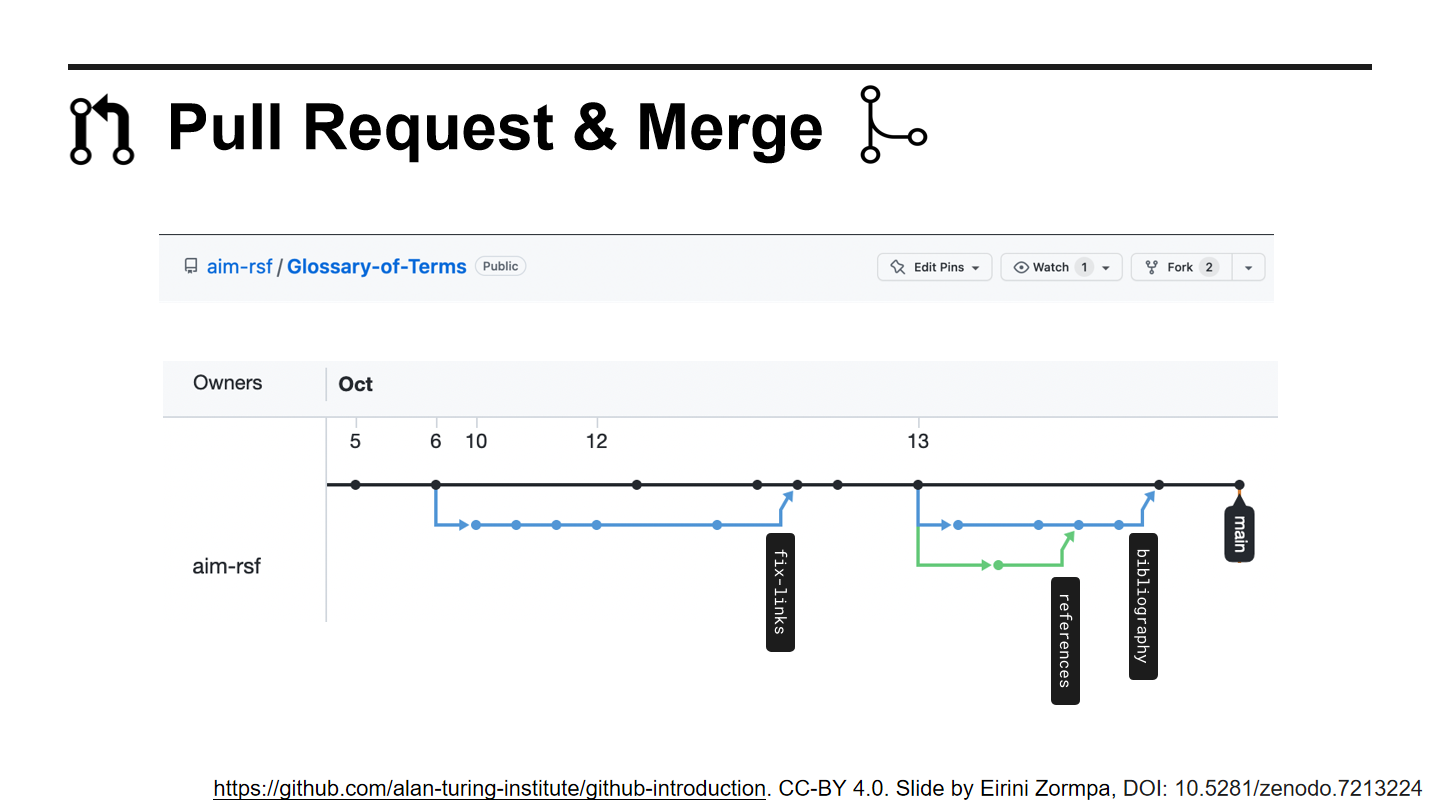 Pull Request & Merge
aim-rsf / Glossary-of-Terms Public Edit Pins Watch 1 Fork 2
Owners Oct
5 6 10 12 13
main
fix-links
bibliography
aim-rsf
references
https://github.com/alan-turing-institute/github-introduction. CC-BY 4.0. Slide by Eirini Zormpa, DOI: 10.5281/zenodo.7213224